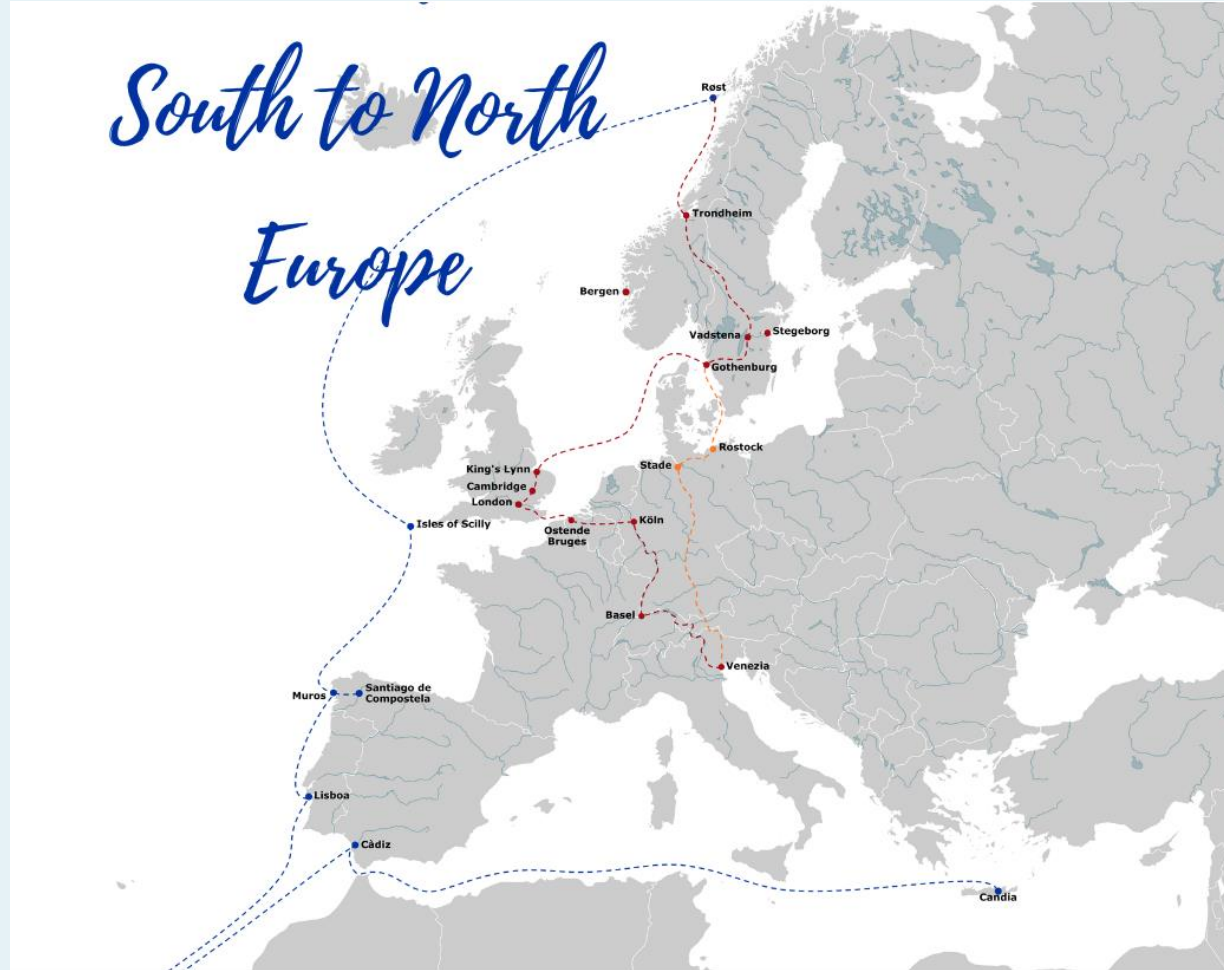 South to North
Europe
Røst
Trondheim
Bergen
Vadstena
Stegeborg
Gothenburg
Rostock
Stade
King's Lynn
Cambridge
London
Ostende
Bruges
Köln
Isles of Scilly
Basel
Venezia
Muros
Santiago de
Compostela
Lisboa
Càdiz
Candia